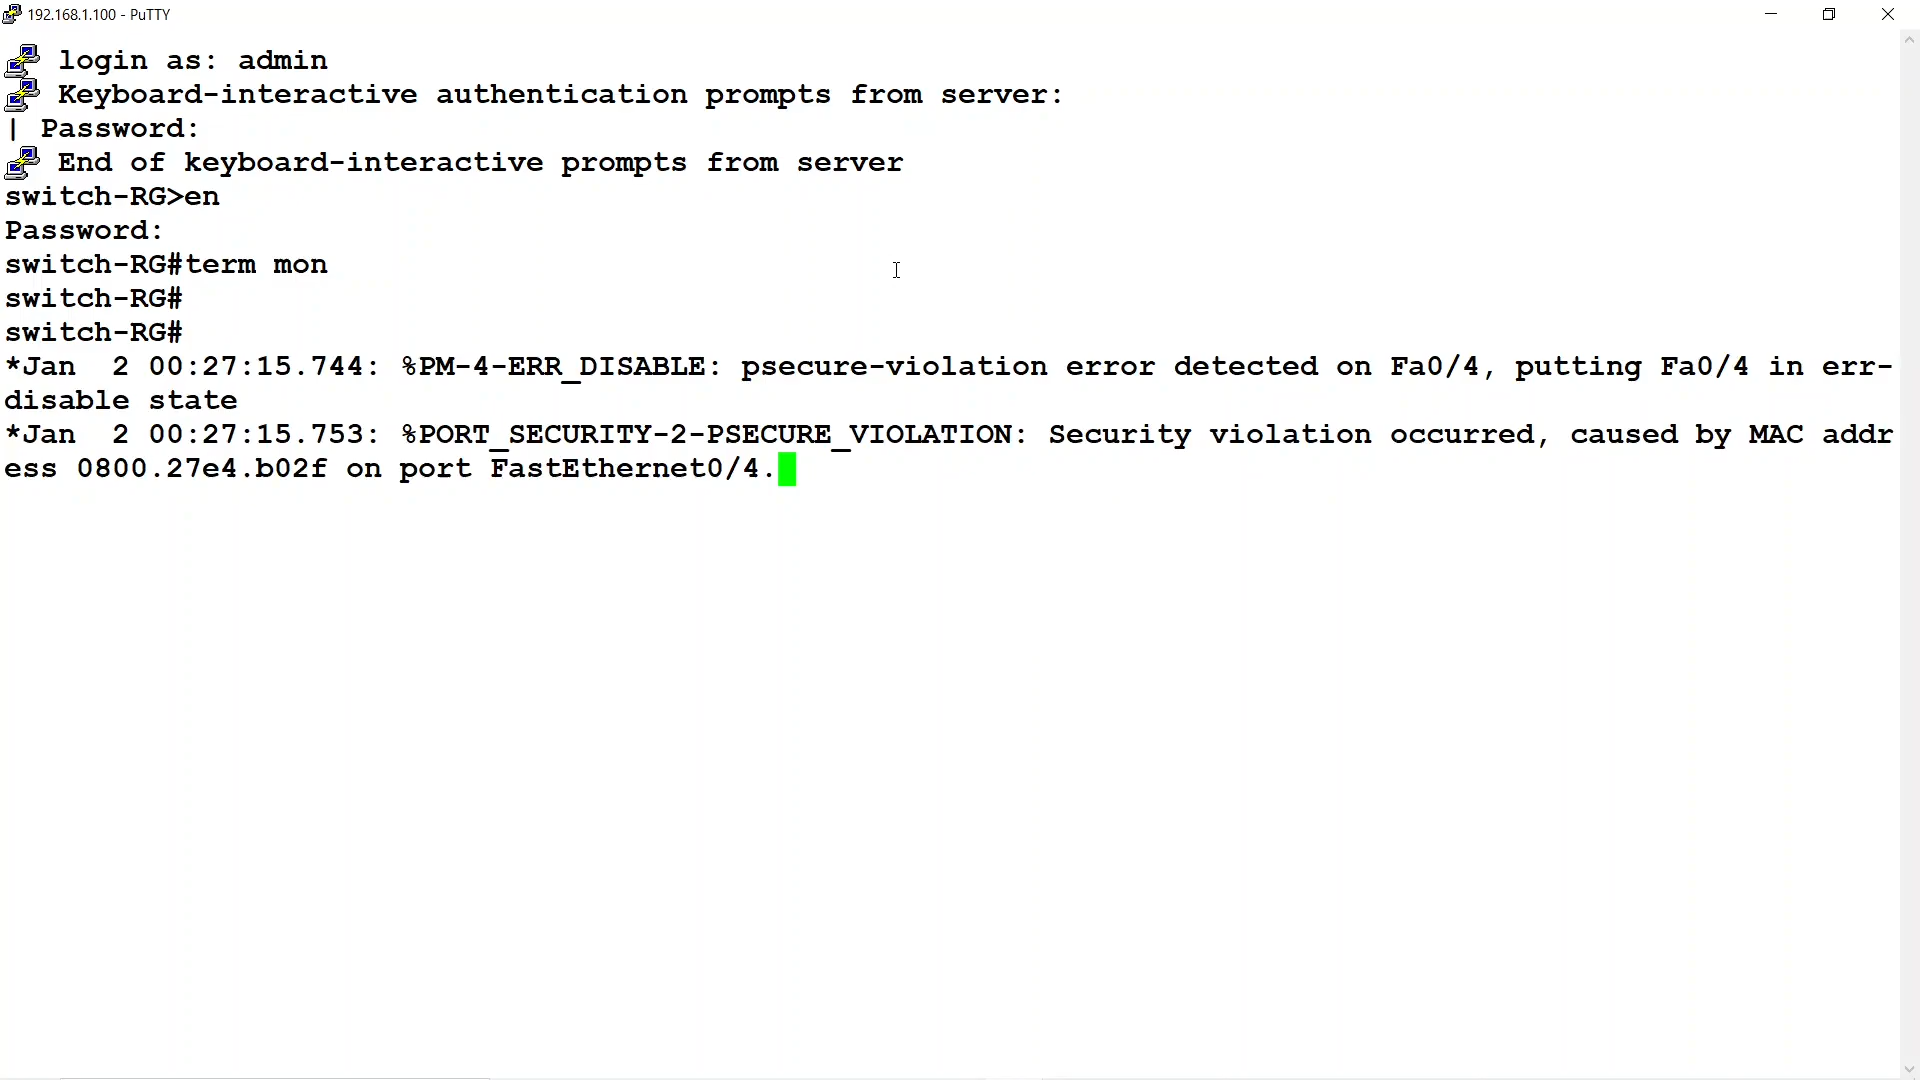 192.168.1.100 - PuTTY
login as: admin
Keyboard-interactive authentication prompts from server:
| Password:
End of keyboard-interactive prompts from server
switch-RG>en
Password:
switch-RG#term mon
switch-RG#
switch-RG#
*Jan  2 00:27:15.744: %PM-4-ERR_DISABLE: psecure-violation error detected on Fa0/4, putting Fa0/4 in err-
disable state
*Jan  2 00:27:15.753: %PORT_SECURITY-2-PSECURE_VIOLATION: Security violation occurred, caused by MAC addr
ess 0800.27e4.b02f on port FastEthernet0/4.